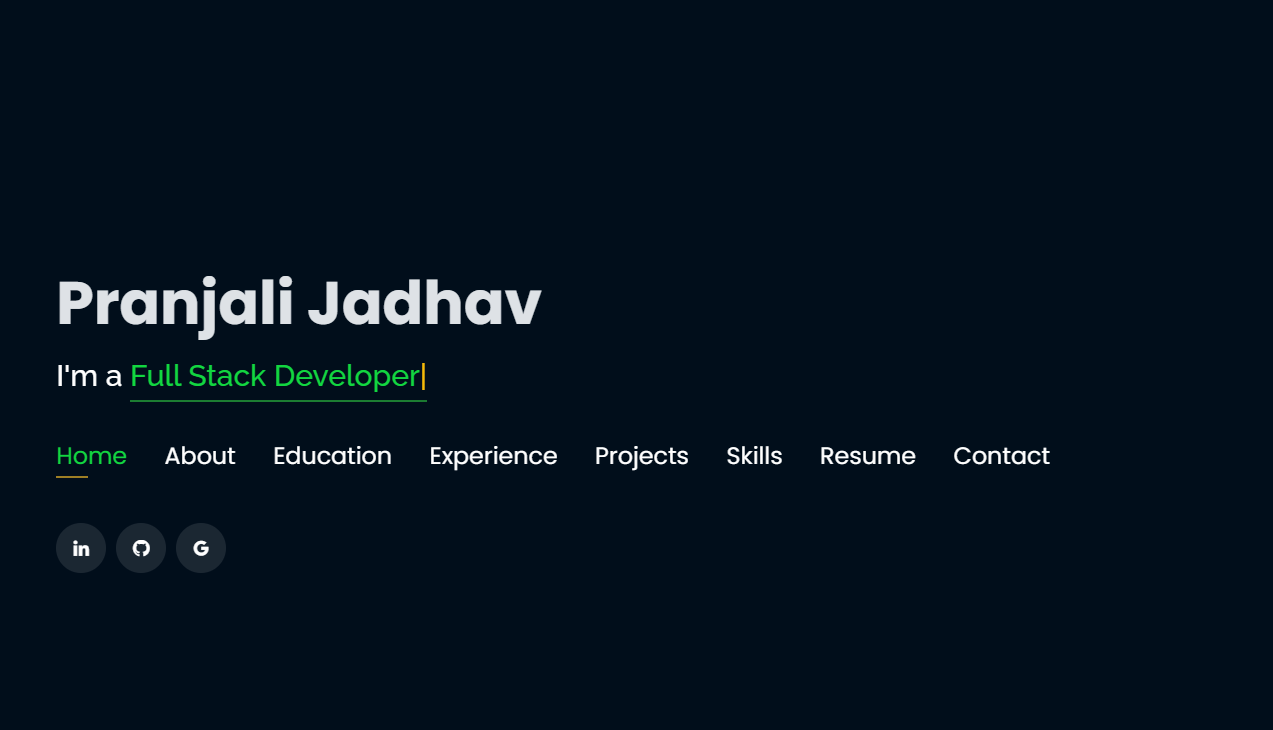 Pranjali Jadhav
I'm a Full Stack Developer|
Home About Education Experience Projects Skills Resume Contact
in G